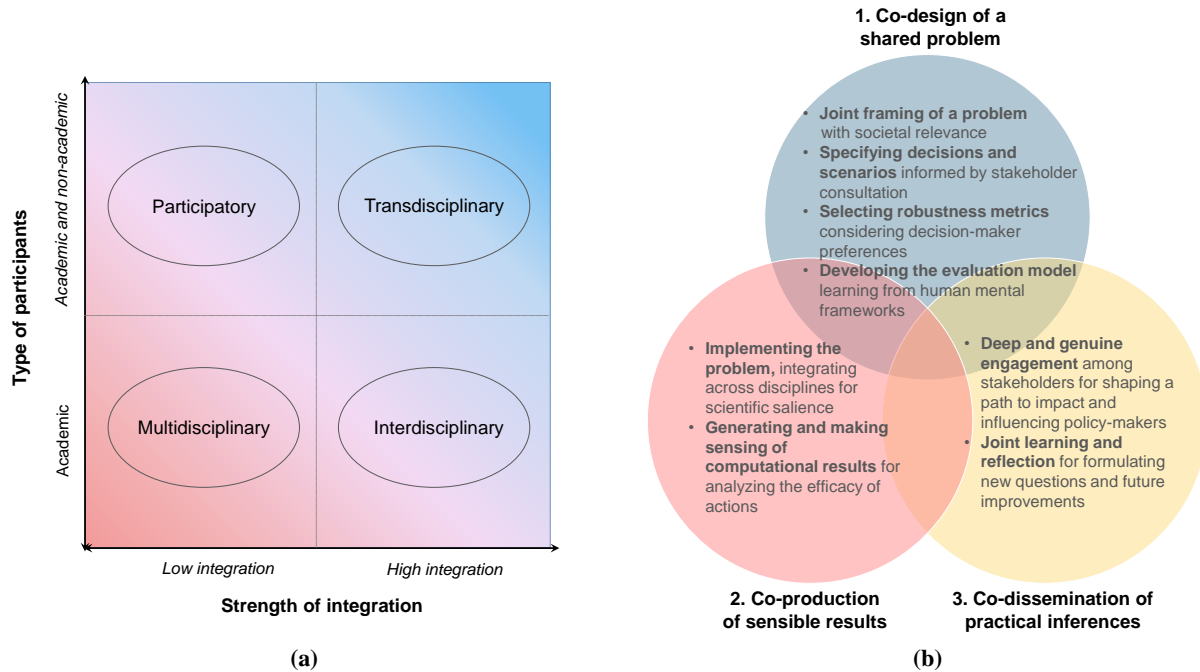 Type of participants
Academic and non-academic
Academic
Participatory
Transdisciplinary
Multidisciplinary
Interdisciplinary
Low integration
High integration
Strength of integration
(a)
1. Co-design of a
shared problem
• Joint framing of a problem
with societal relevance
• Specifying decisions and
scenarios informed by stakeholder
consultation
• Selecting robustness metrics
considering decision-maker
preferences
• Developing the evaluation model
learning from human mental
frameworks
• Implementing the
problem, integrating
across disciplines for
scientific salience
• Generating and making
sensing of
computational results for
analyzing the efficacy of
actions
• Deep and genuine
engagement among
stakeholders for shaping a
path to impact and
influencing policy-makers
• Joint learning and
reflection for formulating
new questions and future
improvements
2. Co-production
of sensible results
3. Co-dissemination of
practical inferences
(b)